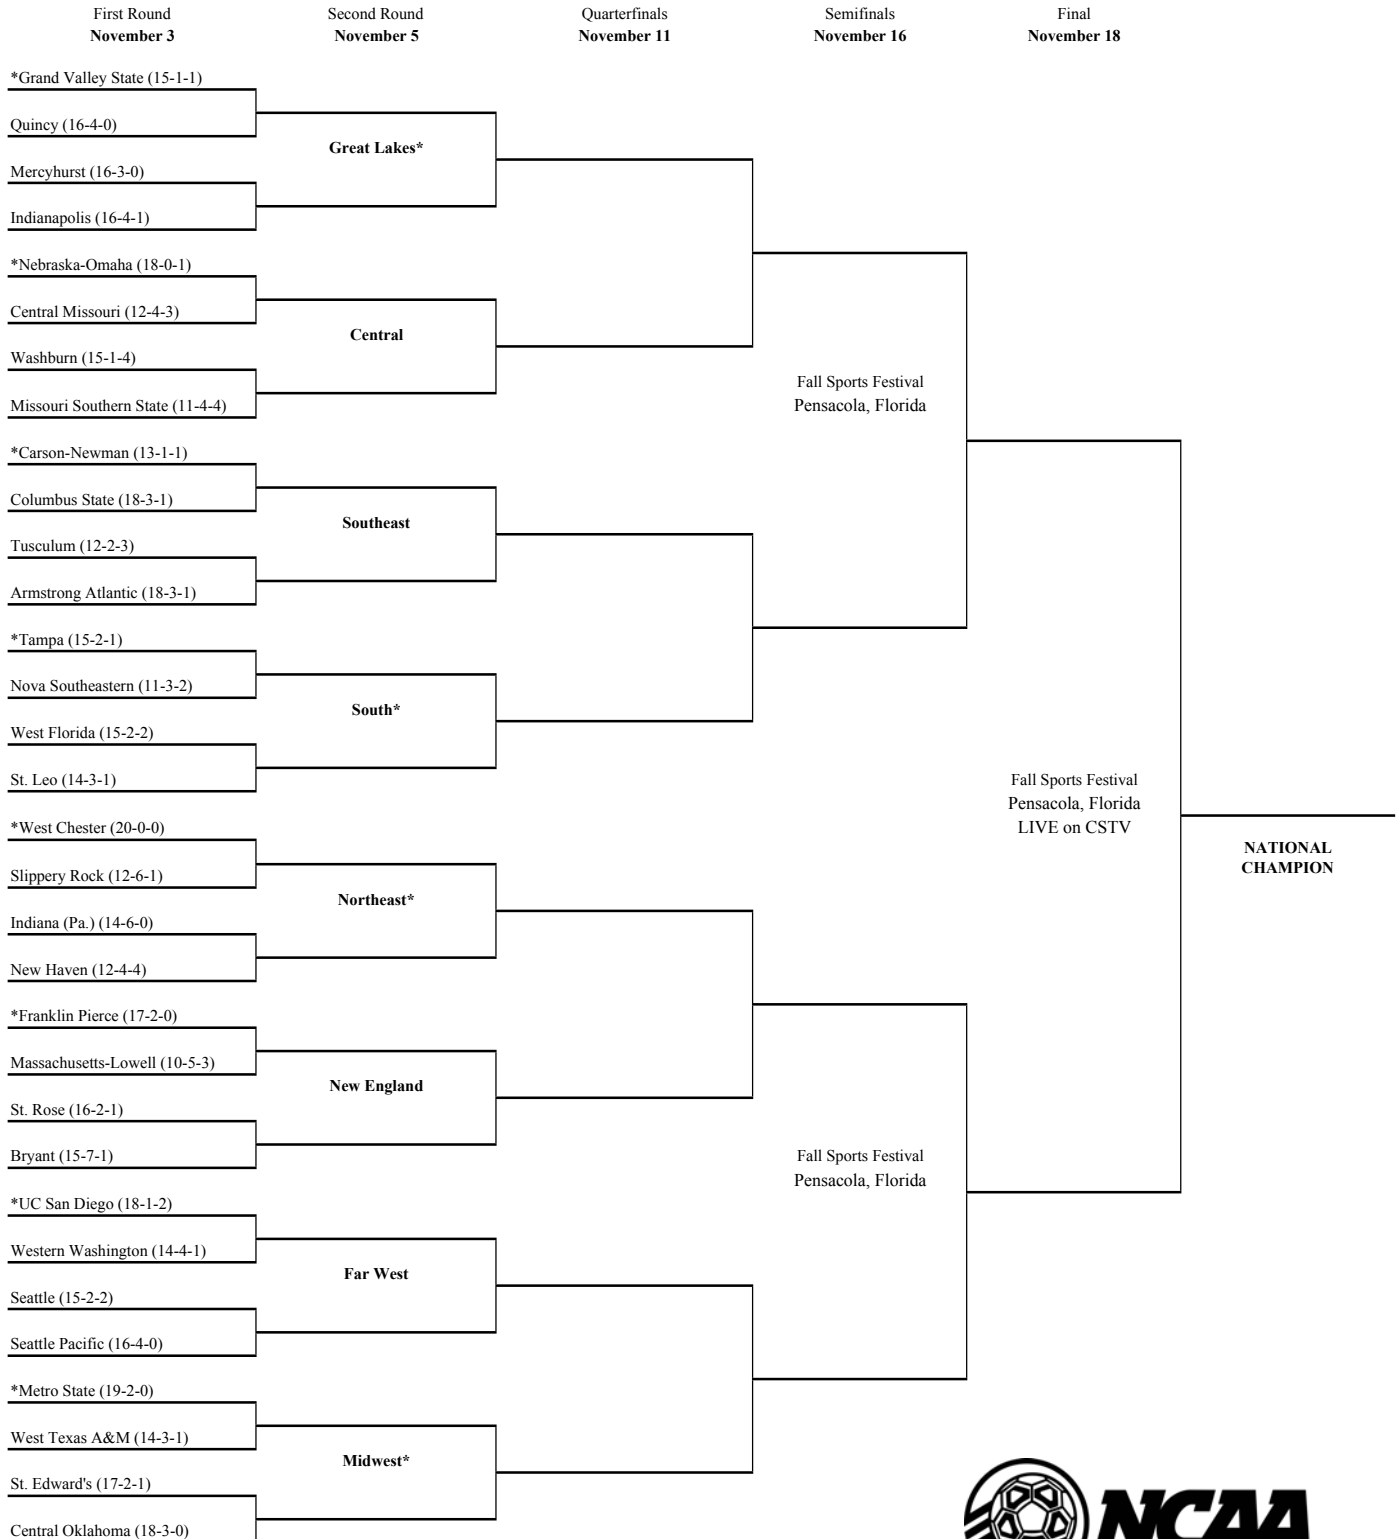 First Round
November 3
Second Round
November 5
Quarterfinals
November 11
Semifinals
November 16
Final
November 18
*Grand Valley State (15-1-1)
Quincy (16-4-0)
Great Lakes*
Mercyhurst (16-3-0)
Indianapolis (16-4-1)
*Nebraska-Omaha (18-0-1)
Central Missouri (12-4-3)
Central
Washburn (15-1-4)
Missouri Southern State (11-4-4)
Fall Sports Festival
Pensacola, Florida
*Carson-Newman (13-1-1)
Columbus State (18-3-1)
Southeast
Tusculum (12-2-3)
Armstrong Atlantic (18-3-1)
*Tampa (15-2-1)
Nova Southeastern (11-3-2)
South*
West Florida (15-2-2)
St. Leo (14-3-1)
Fall Sports Festival
Pensacola, Florida
LIVE on CSTV
NATIONAL
CHAMPION
*West Chester (20-0-0)
Slippery Rock (12-6-1)
Northeast*
Indiana (Pa.) (14-6-0)
New Haven (12-4-4)
*Franklin Pierce (17-2-0)
Massachusetts-Lowell (10-5-3)
New England
St. Rose (16-2-1)
Bryant (15-7-1)
Fall Sports Festival
Pensacola, Florida
*UC San Diego (18-1-2)
Western Washington (14-4-1)
Far West
Seattle (15-2-2)
Seattle Pacific (16-4-0)
*Metro State (19-2-0)
West Texas A&M (14-3-1)
Midwest*
St. Edward's (17-2-1)
Central Oklahoma (18-3-0)
NCAA